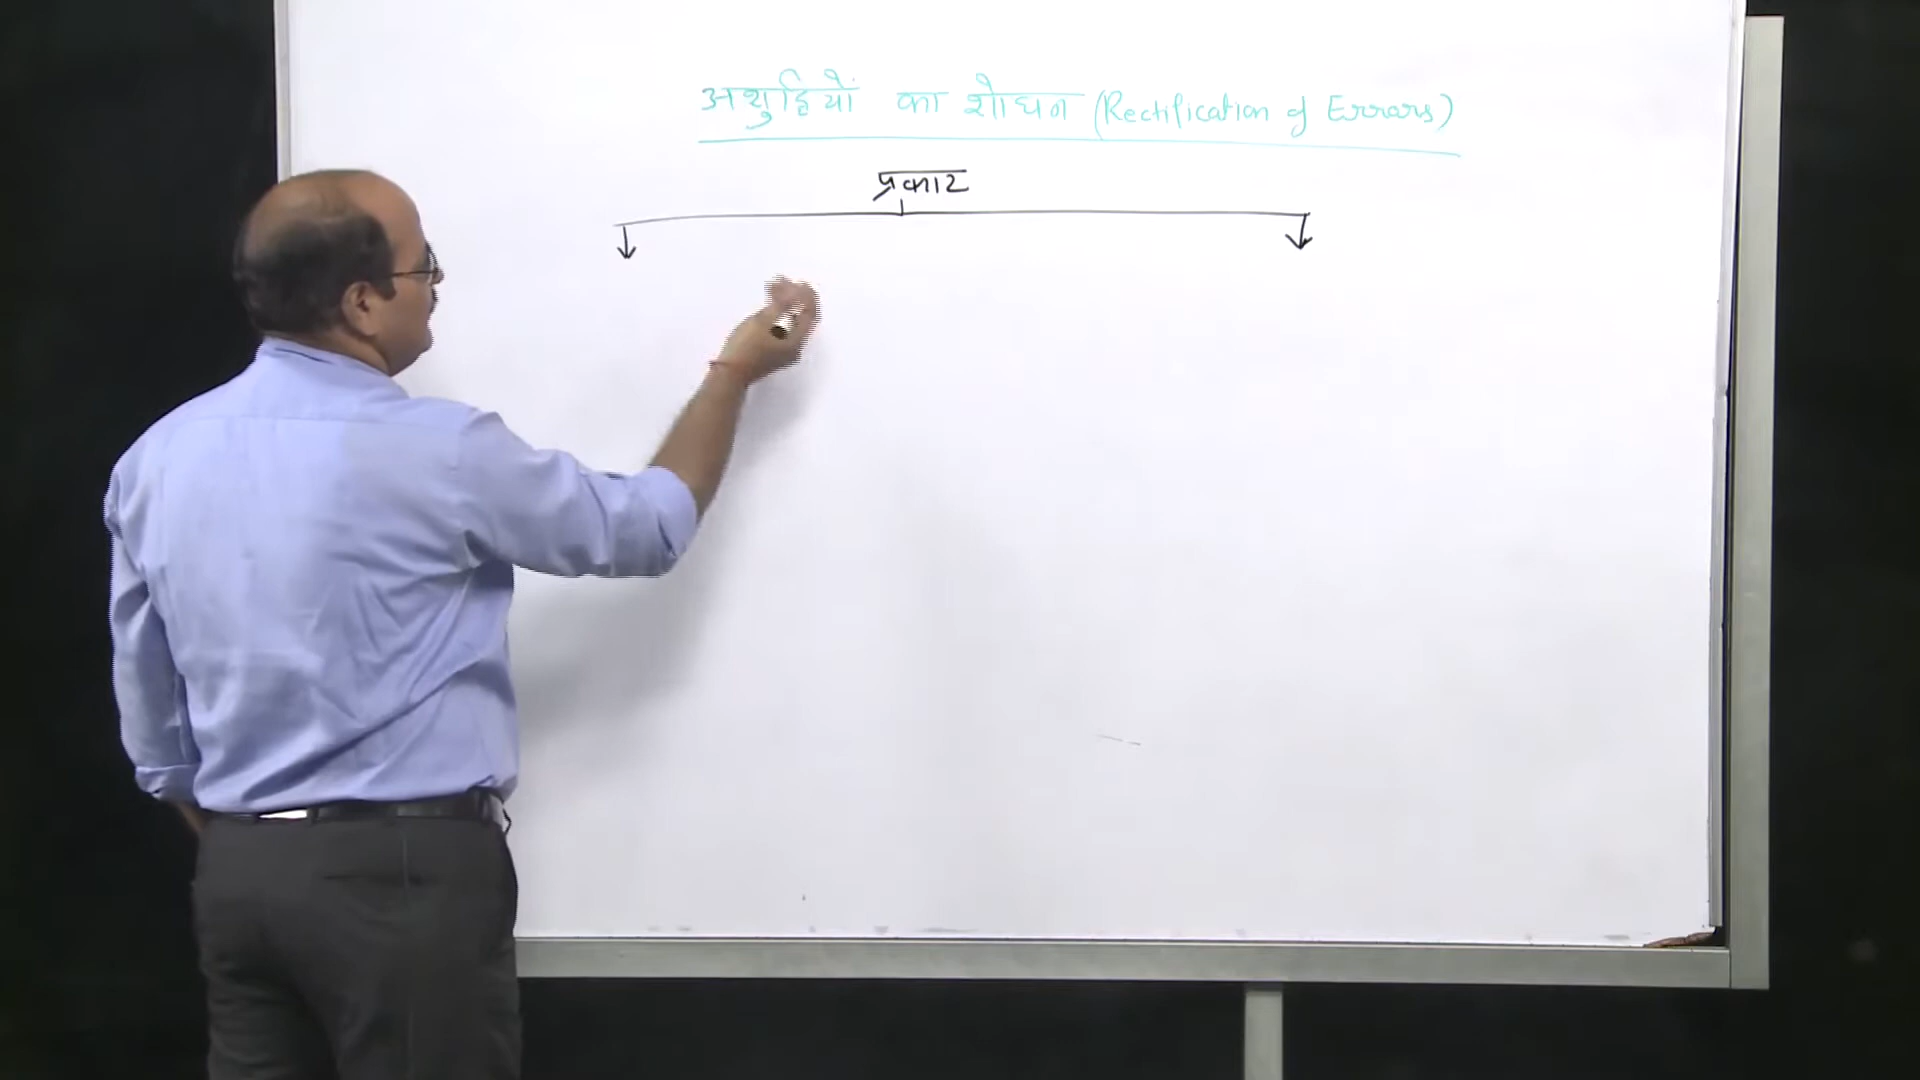 अशुद्धियों का शोधन (Rectification of Errors)
प्रकार